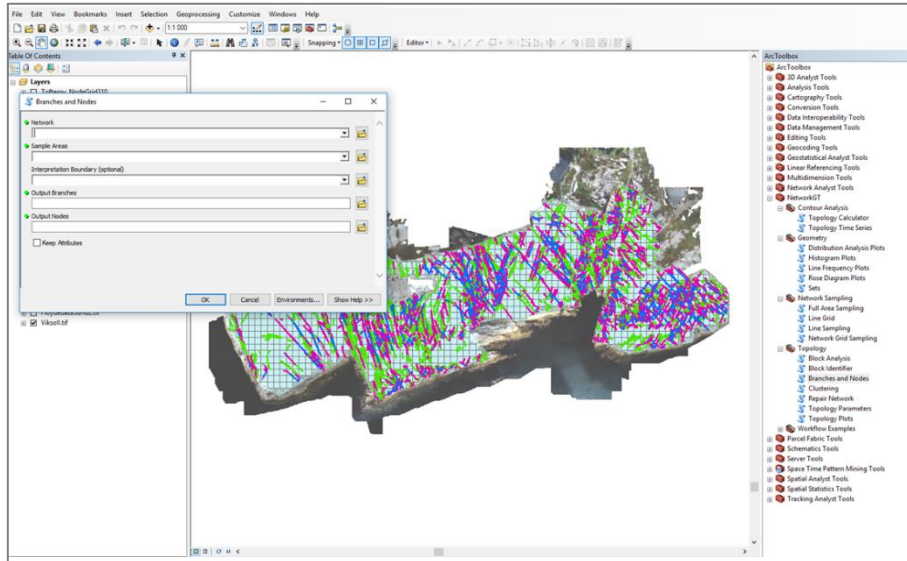 File Edit View Bookmarks Insert Selection Geoprocessing Customize Windows Help
1:1 000
Snapping
Editor
Table Of Contents
Layers
Branches and Nodes
Network
Sample Areas
Interpretation Boundary (optional)
Output Branches
Output Nodes
Keep Attributes
OK Cancel Environments... Show Help >>
Viksoll.tif
ArcToolbox
ArcToolbox
3D Analyst Tools
Analysis Tools
Cartography Tools
Conversion Tools
Data Interoperability Tools
Data Management Tools
Editing Tools
Geocoding Tools
Geostatistical Analyst Tools
Linear Referencing Tools
Multidimension Tools
Network Analyst Tools
NetworkGT
Contour Analysis
Topology Calculator
Topology Time Series
Geometry
Distribution Analysis Plots
Histogram Plots
Line Frequency Plots
Rose Diagram Plots
Sets
Network Sampling
Full Area Sampling
Line Grid
Line Sampling
Network Grid Sampling
Topology
Block Analysis
Block Identifier
Branches and Nodes
Clustering
Repair Network
Topology Parameters
Topology Plots
Workflow Examples
Parcel Fabric Tools
Schematics Tools
Server Tools
Space Time Pattern Mining Tools
Spatial Analyst Tools
Spatial Statistics Tools
Tracking Analyst Tools